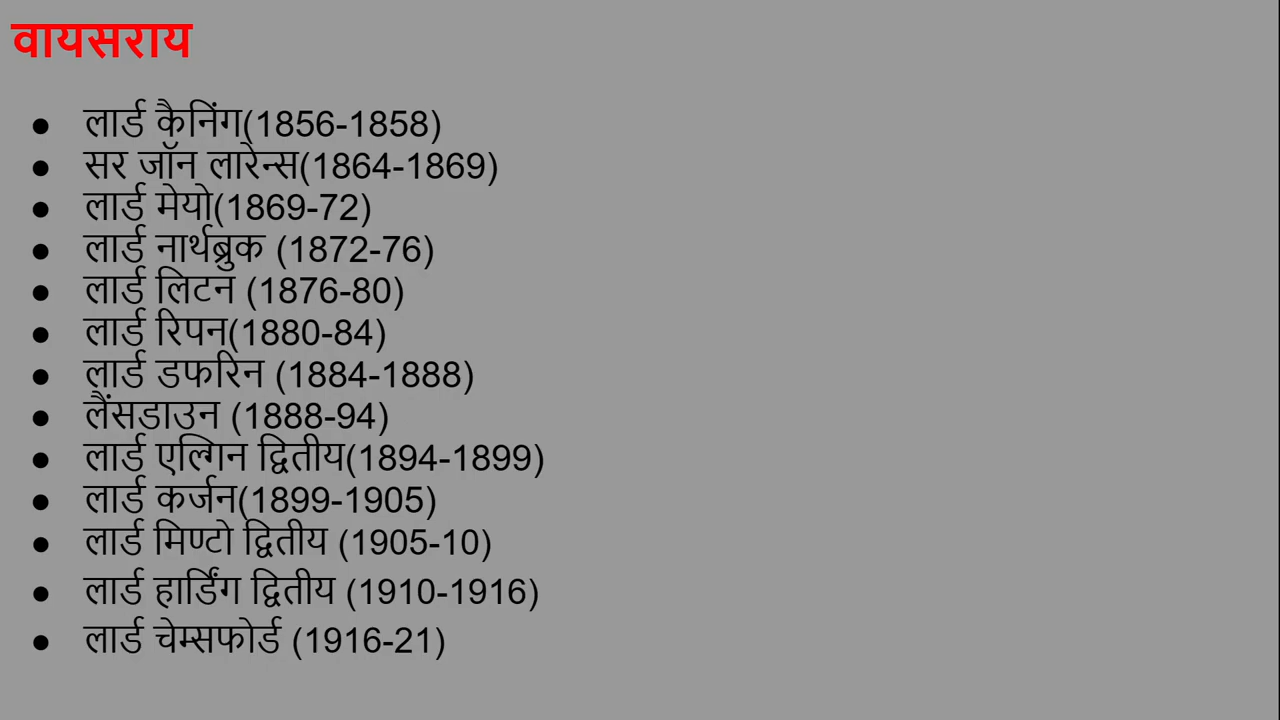 वायसराय
● लार्ड कैनिंग(1856-1858)
● सर जॉन लारेन्स(1864-1869)
● लार्ड मेयो(1869-72)
● लार्ड नार्थब्रुक (1872-76)
● लार्ड लिटन (1876-80)
● लार्ड रिपन(1880-84)
● लार्ड डफरिन (1884-1888)
● लैंसडाउन (1888-94)
● लार्ड एल्गिन द्वितीय(1894-1899)
● लार्ड कर्जन(1899-1905)
● लार्ड मिण्टो द्वितीय (1905-10)
● लार्ड हार्डिंग द्वितीय (1910-1916)
● लार्ड चेम्सफोर्ड (1916-21)